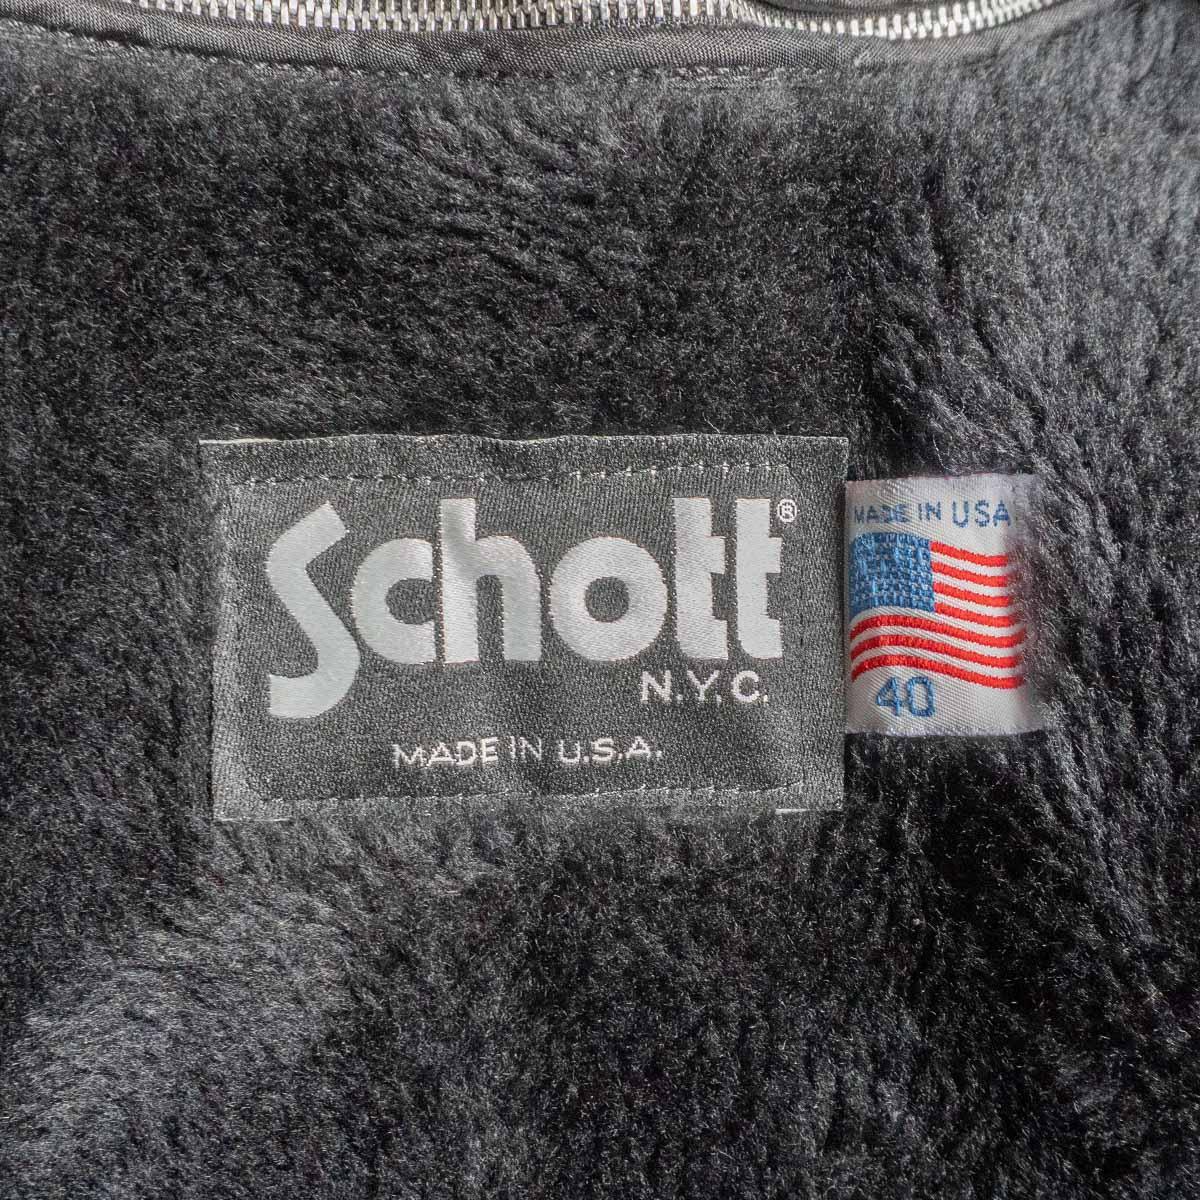 Schott®
N.Y.C.
MADE IN U.S.A.
MADE IN USA
40